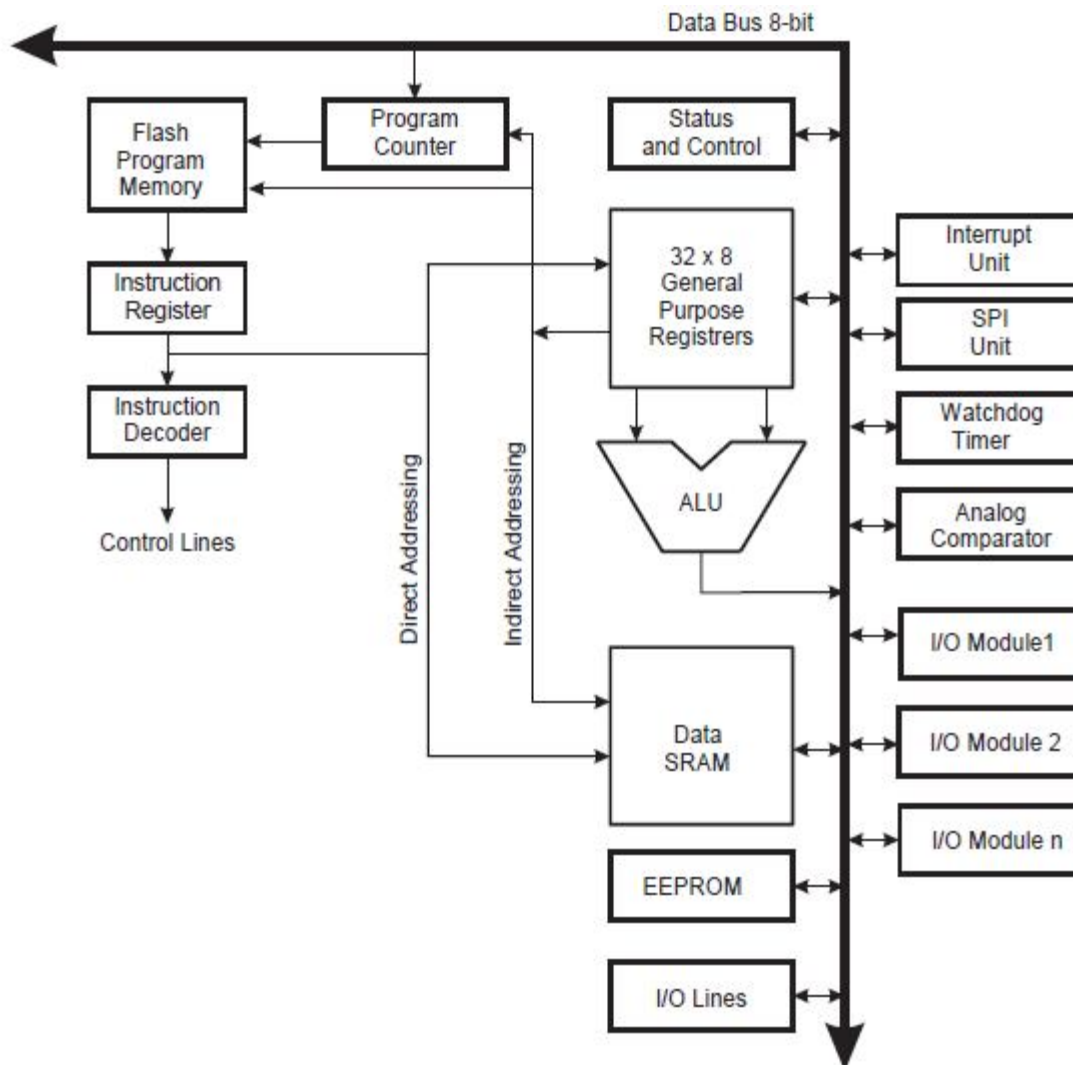 Data Bus 8-bit
Flash
Program
Memory
Program
Counter
Status
and Control
Instruction
Register
32 x 8
General
Purpose
Registrers
Interrupt
Unit
SPI
Unit
Instruction
Decoder
Watchdog
Timer
Control Lines
Direct Addressing
Indirect Addressing
ALU
Analog
Comparator
I/O Module1
Data
SRAM
I/O Module 2
I/O Module n
EEPROM
I/O Lines